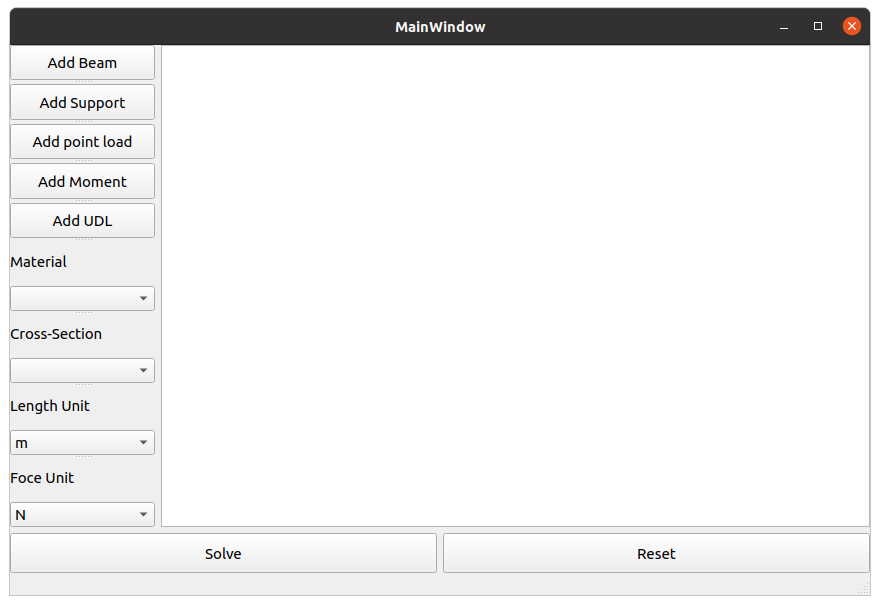 MainWindow
Add Beam
Add Support
Add point load
Add Moment
Add UDL
Material
Cross-Section
Length Unit
m
Foce Unit
N
Solve Reset